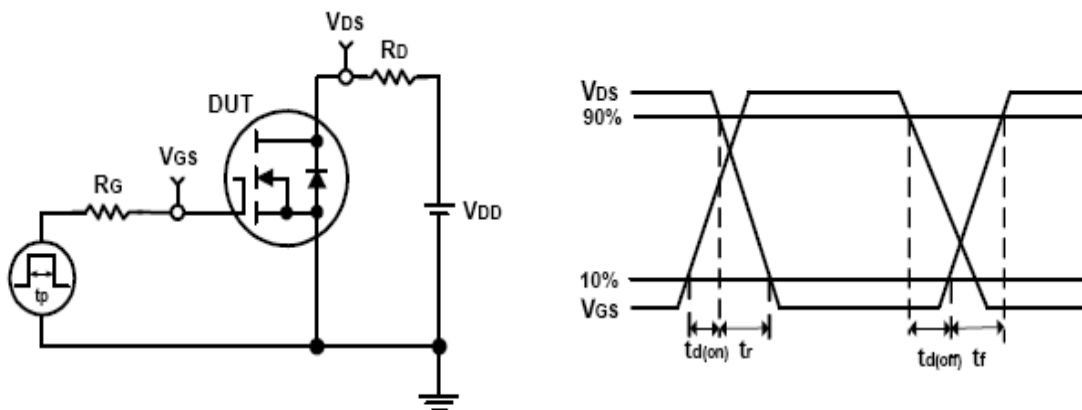 VDS
RD
DUT
VGS
RG
VDD
tp
VDS
90%
10%
VGS
td(on) tr
td(off) tf